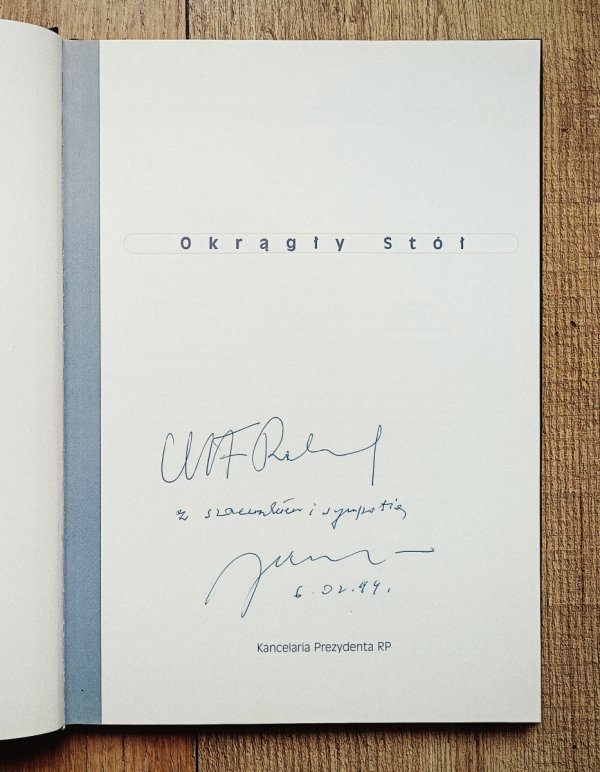 Okrągły Stół
z szacunkiem i sympatią
6.02.99.
Kancelaria Prezydenta RP